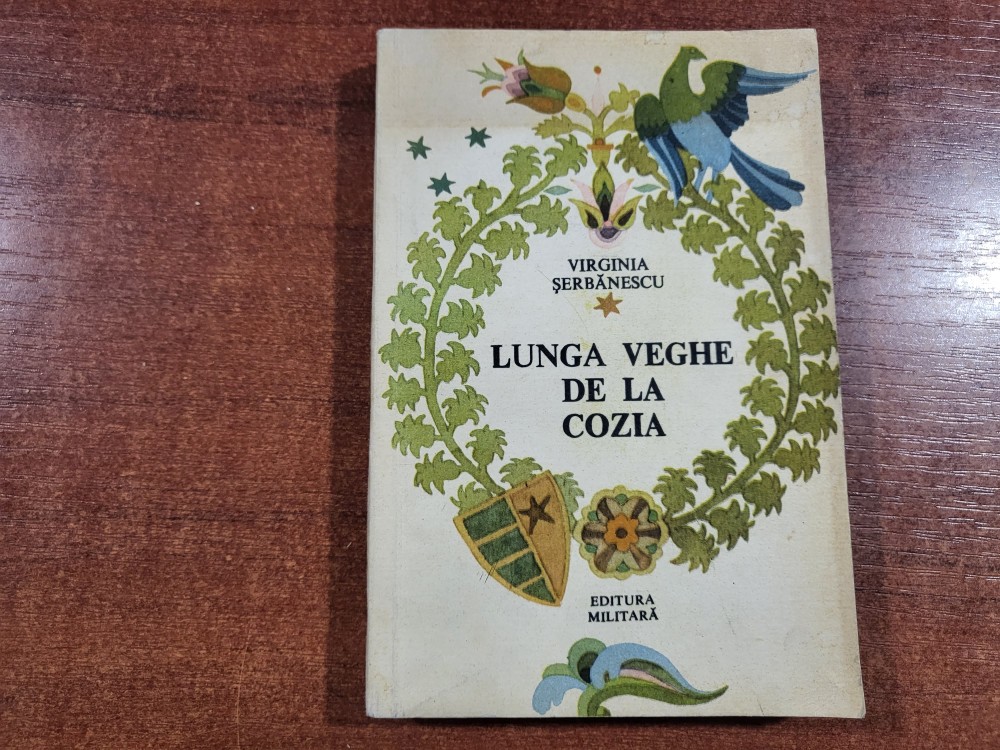 VIRGINIA
ŞERBĂNESCU
LUNGA VEGHE
DE LA
COZIA
EDITURA
MILITARĂ